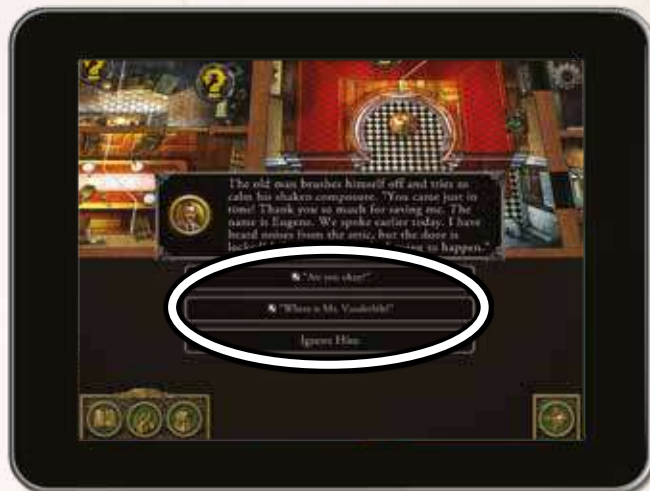 The old man brushes himself off and tries to
calm his shaken composure. "You came just in
time! Thank you so much for saving me. The
name is Eugene. We spoke earlier today. I have
heard noises from the attic, but the door is
to happen."
"Are you okay?"
"Where is Mr. Vanderbilt?"
Ignore Him